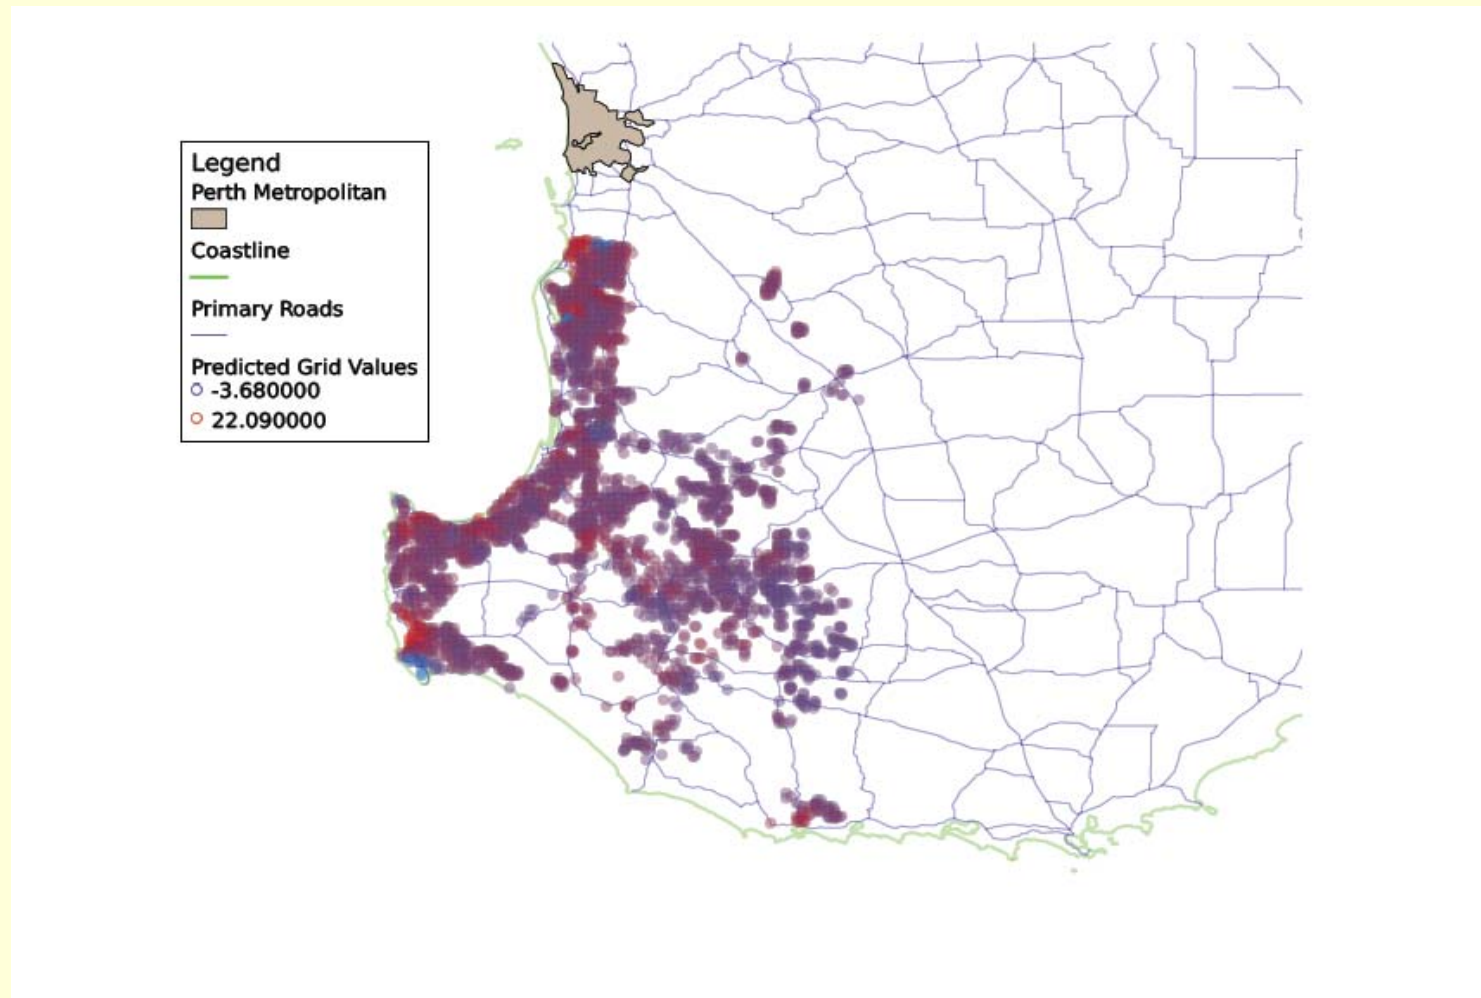 Legend
Perth Metropolitan
Coastline
Primary Roads
Predicted Grid Values
-3.680000
22.090000